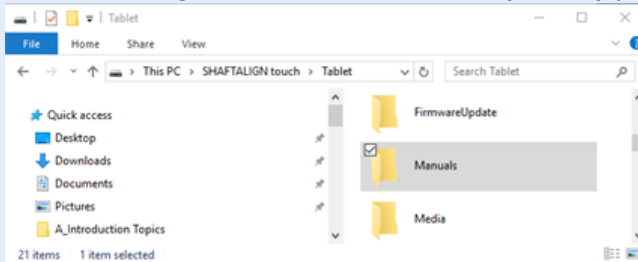 Tablet
File Home Share View
This PC > SHAFTALIGN touch > Tablet Search Tablet
Quick access
Desktop
Downloads
Documents
Pictures
A_Introduction Topics
FirmwareUpdate
Manuals
Media
21 items 1 item selected